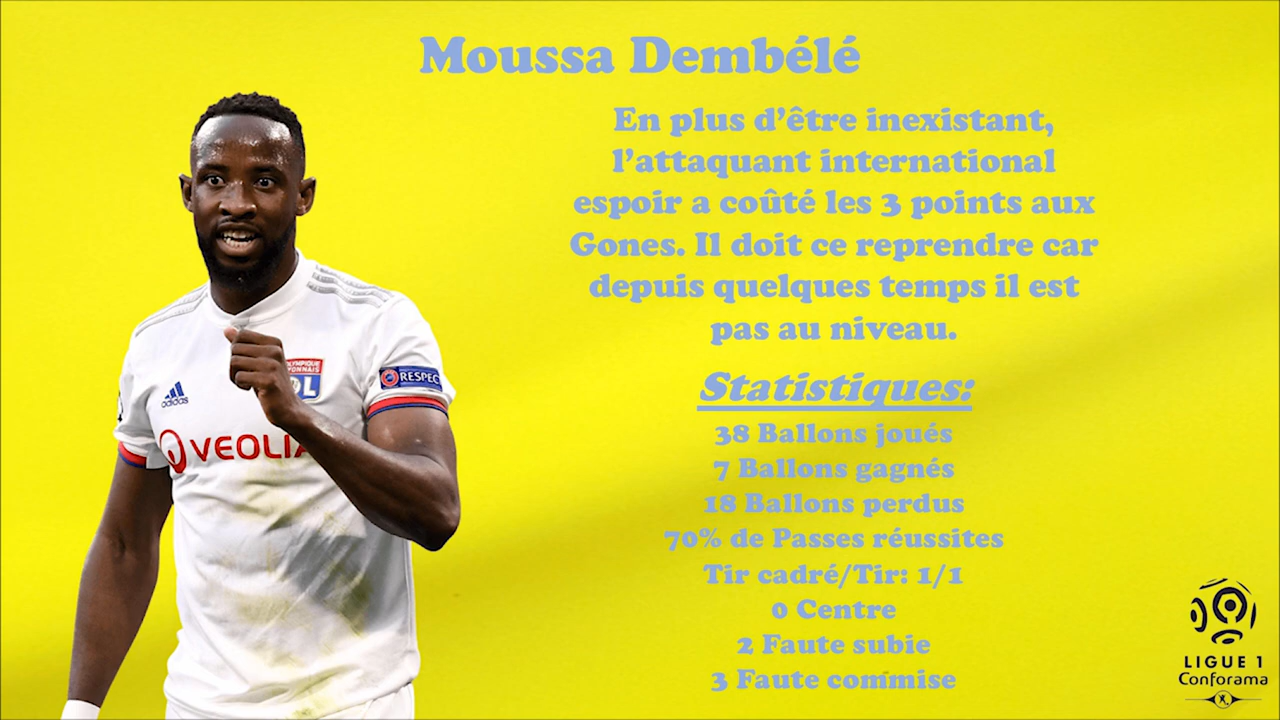 Moussa Dembélé
En plus d’être inexistant,
l’attaquant international
espoir a coûté les 3 points aux
Gones. Il doit ce reprendre car
depuis quelques temps il est
pas au niveau.
Statistiques:
38 Ballons joués
7 Ballons gagnés
18 Ballons perdus
70% de Passes réussites
Tir cadré/Tir: 1/1
0 Centre
2 Faute subie
3 Faute commise
OLYMPIQUE
LYONNAIS
OL
RESPECT
adidas
VEOLIA
LIGUE 1
Conforama